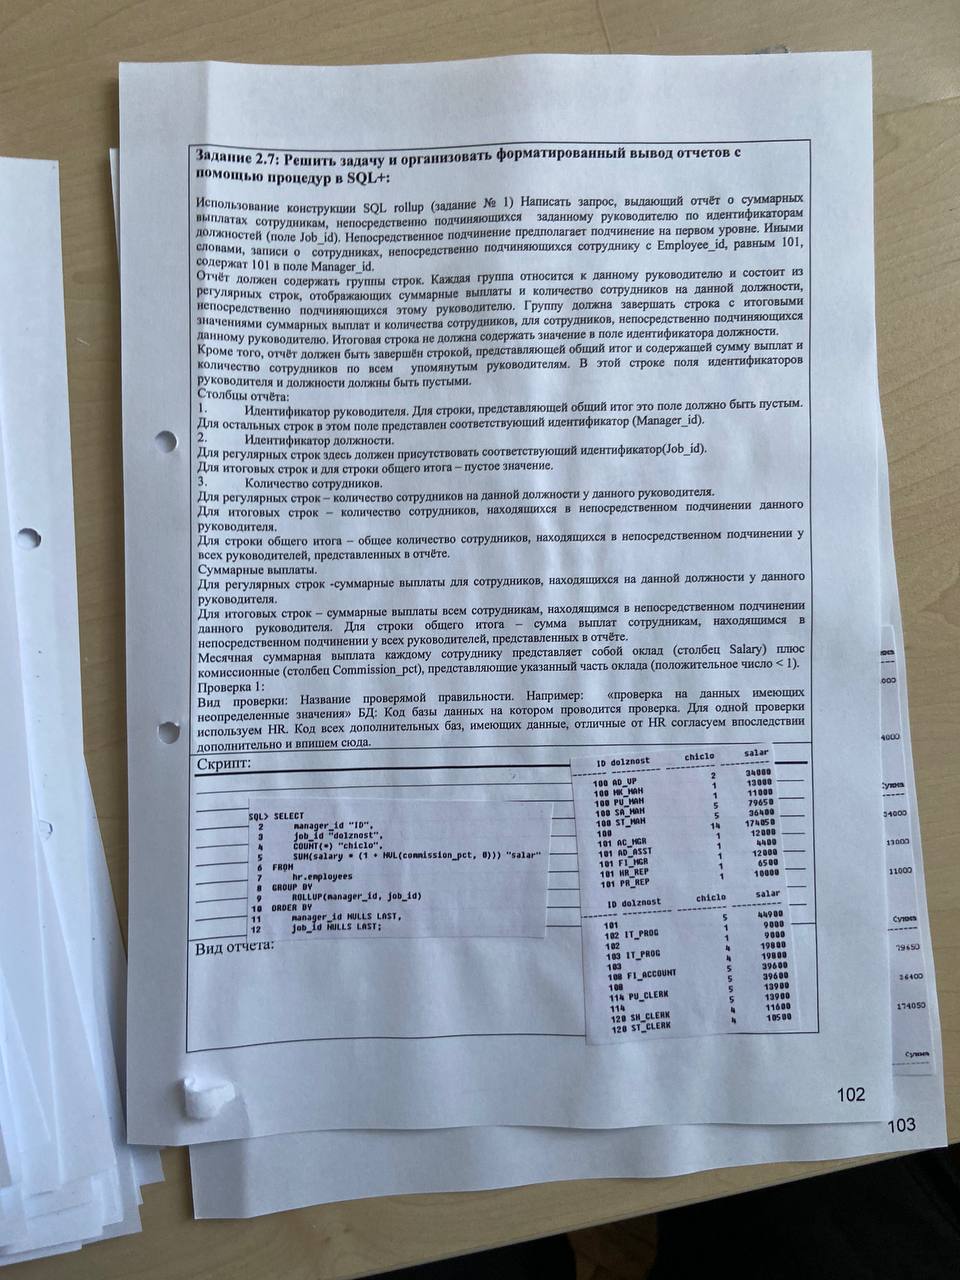 Задание 2.7: Решить задачу и организовать форматированный вывод отчетов с
помощью процедур в SQL+:
Использование конструкции SQL rollup (задание № 1) Написать запрос, выдающий отчёт о суммарных
выплатах сотрудникам, непосредственно подчиняющихся заданному руководителю по идентификаторам
должностей (поле Job_id). Непосредственное подчинение предполагает подчинение на первом уровне. Иными
словами, записи о сотрудниках, непосредственно подчиняющихся сотруднику с Employee_id, равным 101,
содержат 101 в поле Manager_id.
Отчёт должен содержать группы строк. Каждая группа относится к данному руководителю и состоит из
регулярных строк, отображающих суммарные выплаты и количество сотрудников на данной должности,
непосредственно подчиняющихся этому руководителю. Группу должна завершать строка с итоговыми
значениями суммарных выплат и количества сотрудников, для сотрудников, непосредственно подчиняющихся
данному руководителю. Итоговая строка не должна содержать значение в поле идентификатора должности.
Кроме того, отчёт должен быть завершён строкой, представляющей общий итог и содержащей сумму выплат и
количество сотрудников по всем упомянутым руководителям. В этой строке поля идентификаторов
руководителя и должности должны быть пустыми.
Столбцы отчёта:
1. Идентификатор руководителя. Для строки, представляющей общий итог это поле должно быть пустым.
Для остальных строк в этом поле представлен соответствующий идентификатор (Manager_id).
2. Идентификатор должности.
Для регулярных строк здесь должен присутствовать соответствующий идентификатор(Job_id).
Для итоговых строк и для строки общего итога – пустое значение.
3. Количество сотрудников.
Для регулярных строк – количество сотрудников на данной должности у данного руководителя.
Для итоговых строк – количество сотрудников, находящихся в непосредственном подчинении данного
руководителя.
Для строки общего итога – общее количество сотрудников, находящихся в непосредственном подчинении у
всех руководителей, представленных в отчёте.
Суммарные выплаты.
Для регулярных строк -суммарные выплаты для сотрудников, находящихся на данной должности у данного
руководителя.
Для итоговых строк – суммарные выплаты всем сотрудникам, находящимся в непосредственном подчинении
данного руководителя. Для строки общего итога – сумма выплат сотрудникам, находящимся в
непосредственном подчинении у всех руководителей, представленных в отчёте.
Месячная суммарная выплата каждому сотруднику представляет собой оклад (столбец Salary) плюс
комиссионные (столбец Commission_pct), представляющие указанный часть оклада (положительное число < 1).
Проверка 1:
Вид проверки: Название проверямой правильности. Например: «проверка на данных имеющих
неопределенные значения» БД: Код базы данных на котором проводится проверка. Для одной проверки
используем HR. Код всех дополнительных баз, имеющих данные, отличные от HR согласуем впоследствии
дополнительно и впишем сюда.
Скрипт:
SQL> SELECT
2 manager_id "ID",
3 job_id "dolznost",
4 COUNT(*) "chiclo",
5 SUM(salary * (1 + NUL(commission_pct, 0))) "salar"
6 FROM
7 hr.employees
8 GROUP BY
9 ROLLUP(manager_id, job_id)
10 ORDER BY
11 manager_id NULLS LAST,
12 job_id NULLS LAST;
Вид отчета:
ID dolznost chiclo salar
100 AD_UP 2 34000
100 MK_MAN 1 13000
100 PU_MAN 1 11000
100 SA_MAN 5 79650
100 ST_MAN 5 36400
100 14 174050
101 AC_MGR 1 12000
101 AD_ASST 1 4400
101 FI_MGR 1 12000
101 HR_REP 1 6500
101 PR_REP 1 10000
ID dolznost chiclo salar
101 5 44900
102 IT_PROG 1 9000
102 1 9000
103 IT_PROG 4 19800
103 4 19800
108 FI_ACCOUNT 5 39600
108 5 39600
114 PU_CLERK 5 13900
114 5 13900
120 SH_CLERK 4 11600
120 ST_CLERK 4 10500
102
000
4000
Сумма
34000
13000
11000
Сумма
79650
36400
174050
Сумма
103